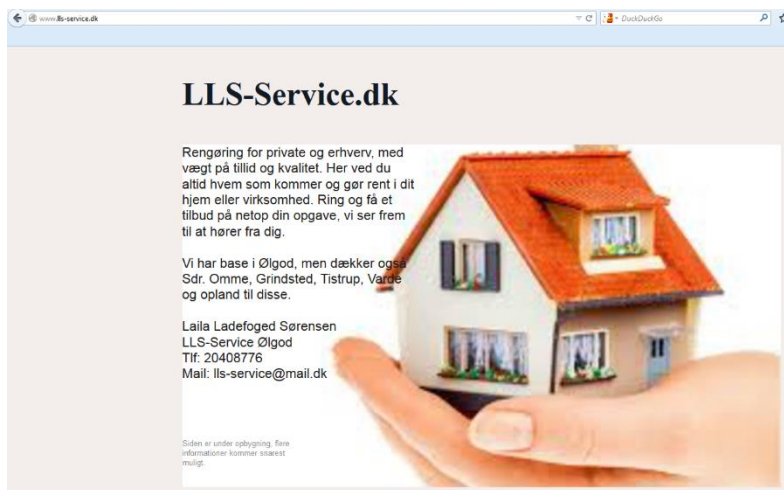 www.lls-service.dk
DuckDuckGo
LLS-Service.dk
Rengøring for private og erhverv, med
vægt på tillid og kvalitet. Her ved du
altid hvem som kommer og gør rent i dit
hjem eller virksomhed. Ring og få et
tilbud på netop din opgave, vi ser frem
til at hører fra dig.
Vi har base i Ølgod, men dækker også
Sdr. Omme, Grindsted, Tistrup, Varde
og opland til disse.
Laila Ladefoged Sørensen
LLS-Service Ølgod
Tlf: 20408776
Mail: lls-service@mail.dk
Siden er under opbygning, flere
informationer kommer snarest
muligt.